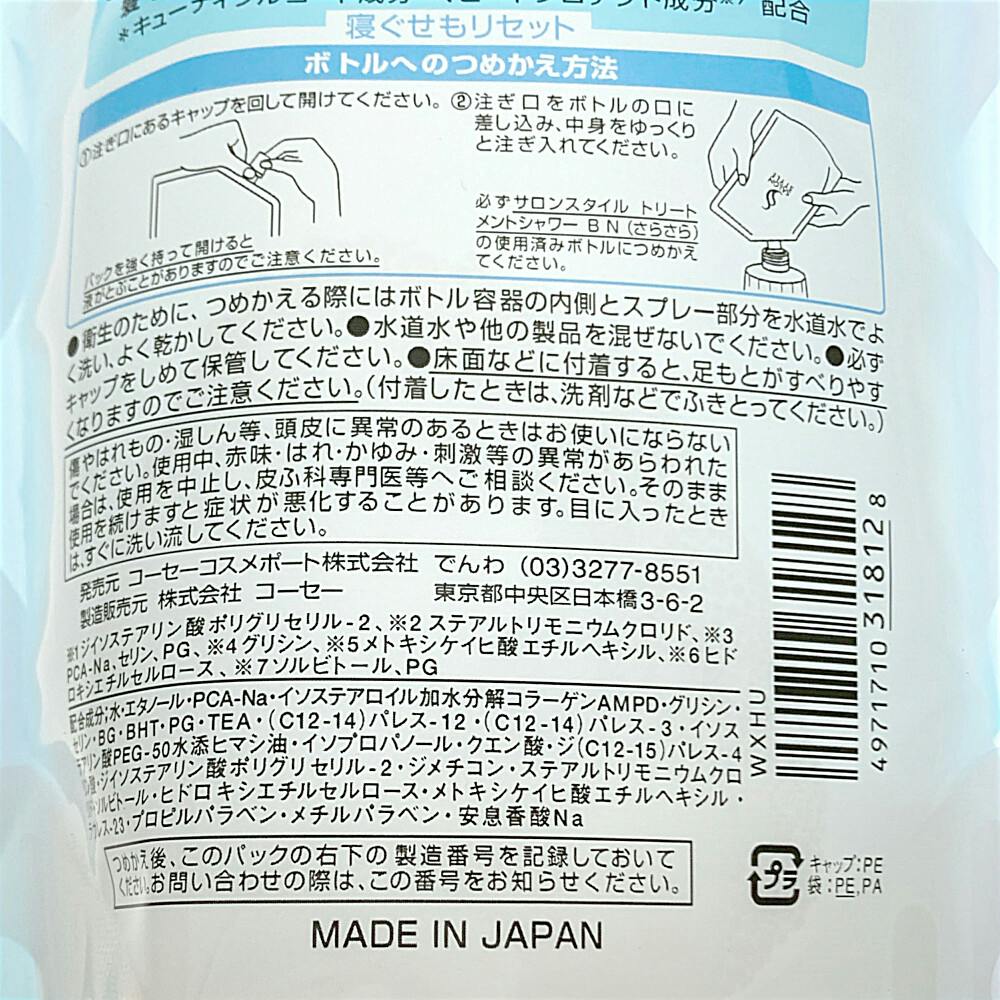 配合
寝ぐせもリセット
ボトルへのつめかえ方法
①注ぎ口にあるキャップを回して開けてください。
②注ぎ口をボトルの口に
差し込み、中身をゆっくり
と注ぎ入れてください。
必ずサロンスタイル トリート
メントシャワー B N (さらさら)
の使用済みボトルにつめかえ
てください。
パックを強く持って開けると
液がとぶことがありますのでご注意ください。
●衛生のために、つめかえる際にはボトル容器の内側とスプレー部分を水道水でよ
く洗い、よく乾かしてください。●水道水や他の製品を混ぜないでください。●必ず
キャップをしめて保管してください。●床面などに付着すると、足もとがすべりやす
くなりますのでご注意ください。(付着したときは、洗剤などでふきとってください。)
傷やはれもの・湿しん等、頭皮に異常のあるときはお使いにならない
でください。使用中、赤味・はれ・かゆみ・刺激等の異常があらわれた
場合は、使用を中止し、皮ふ科専門医等へご相談ください。そのまま
使用を続けますと症状が悪化することがあります。目に入ったとき
は、すぐに洗い流してください。
発売元 コーセーコスメポート株式会社 でんわ (03)3277-8551
製造販売元 株式会社 コーセー 東京都中央区日本橋3-6-2
※1ジイソステアリン酸ポリグリセリル-2、※2ステアルトリモニウムクロリド、※3
PCA-Na、セリン、PG、※4グリシン、※5メトキシケイヒ酸エチルヘキシル、※6ヒド
ロキシエチルセルロース、※7ソルビトール、PG
配合成分;水・エタノール・PCA-Na・イソステアロイル加水分解コラーゲンAMPD・グリシン・
セリン・BG・BHT・PG・TEA・(C12-14)パレス-12・(C12-14)パレス-3・イソス
テアリン酸PEG-50水添ヒマシ油・イソプロパノール・クエン酸・ジ(C12-15)パレス-4
リン酸・ジイソステアリン酸ポリグリセリル-2・ジメチコン・ステアルトリモニウムクロ
リド・ソルビトール・ヒドロキシエチルセルロース・メトキシケイヒ酸エチルヘキシル・
ラウレス-23・プロピルパラベン・メチルパラベン・安息香酸Na
WXHU
4971710318128
つめかえ後、このパックの右下の製造番号を記録しておいて
ください。お問い合わせの際は、この番号をお知らせください。
プラ
キャップ:PE
袋:PE,PA
MADE IN JAPAN